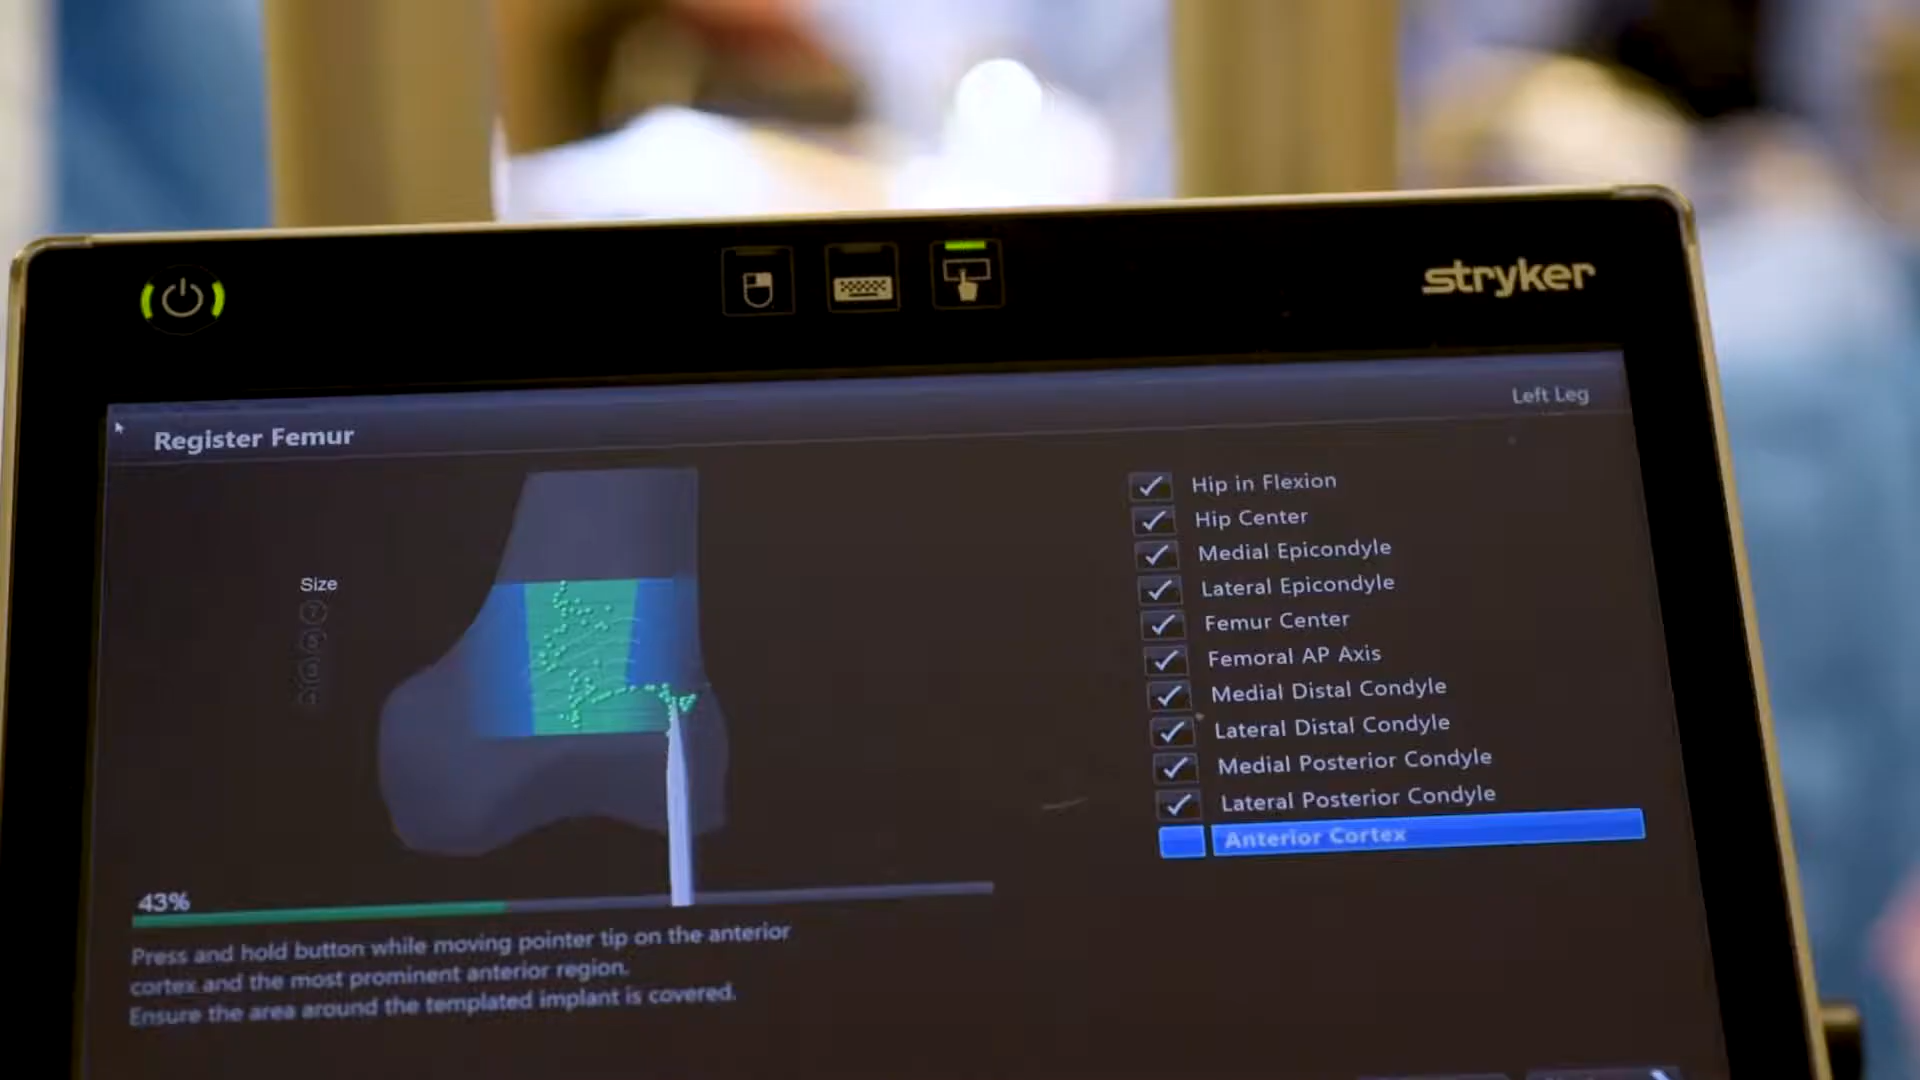 stryker
Left Leg
Register Femur
Size
7
Hip in Flexion
Hip Center
Medial Epicondyle
Lateral Epicondyle
Femur Center
Femoral AP Axis
Medial Distal Condyle
Lateral Distal Condyle
Medial Posterior Condyle
Lateral Posterior Condyle
Anterior Cortex
43%
Press and hold button while moving pointer tip on the anterior
cortex and the most prominent anterior region.
Ensure the area around the templated implant is covered.